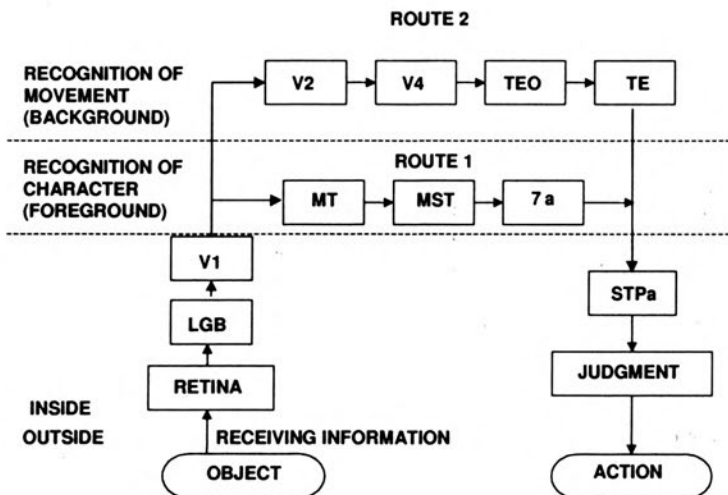 ROUTE 2
RECOGNITION OF
MOVEMENT
(BACKGROUND)
V2
V4
TEO
TE
RECOGNITION OF
CHARACTER
(FOREGROUND)
ROUTE 1
MT
MST
7a
V1
LGB
RETINA
STPa
JUDGMENT
INSIDE
OUTSIDE
RECEIVING INFORMATION
OBJECT
ACTION